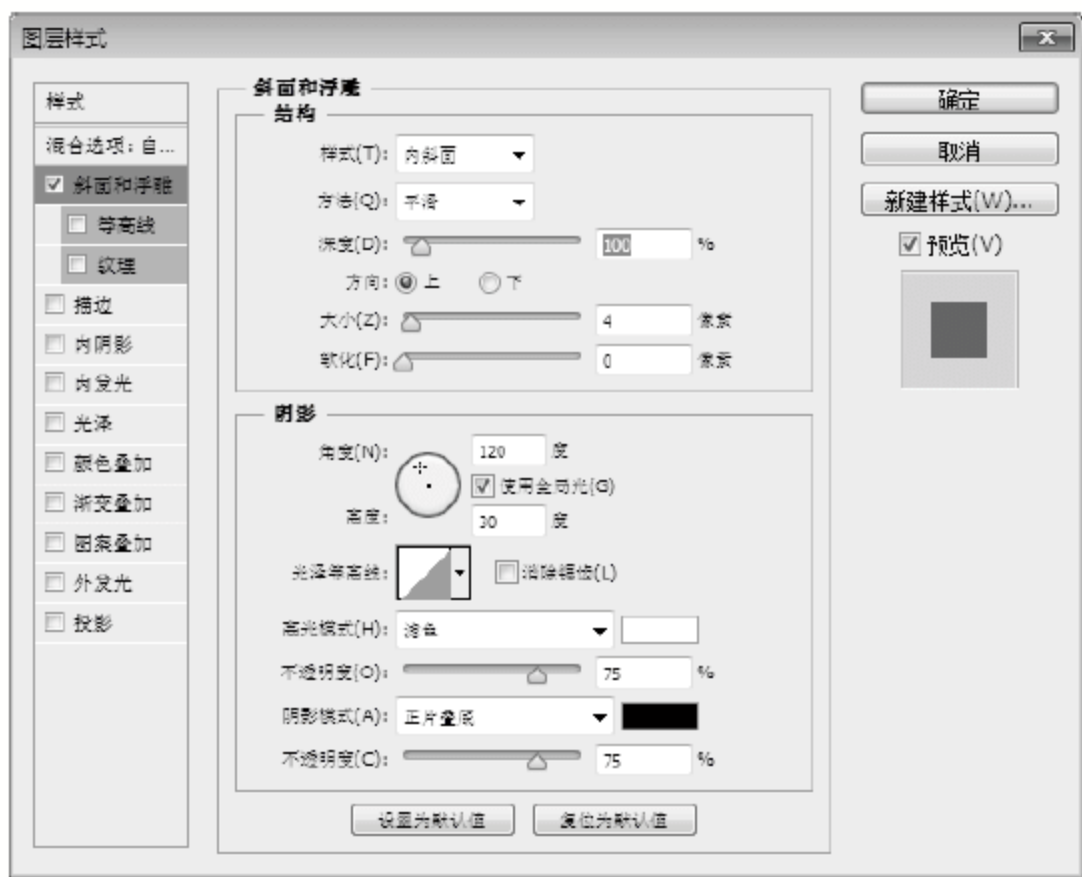 图层样式
样式
混合选项: 自...
斜面和浮雕
等高线
纹理
描边
内阴影
内发光
光泽
颜色叠加
渐变叠加
图案叠加
外发光
投影
斜面和浮雕
结构
样式(T): 内斜面
方法(Q): 平滑
深度(D): 100 %
方向: 上 下
大小(Z): 4 像素
软化(F): 0 像素
阴影
角度(N): 120 度
使用全局光(G)
高度: 30 度
光泽等高线: 消除锯齿(L)
高光模式(H): 滤色
不透明度(O): 75 %
阴影模式(A): 正片叠底
不透明度(C): 75 %
设置为默认值 复位为默认值
确定
取消
新建样式(W)...
预览(V)